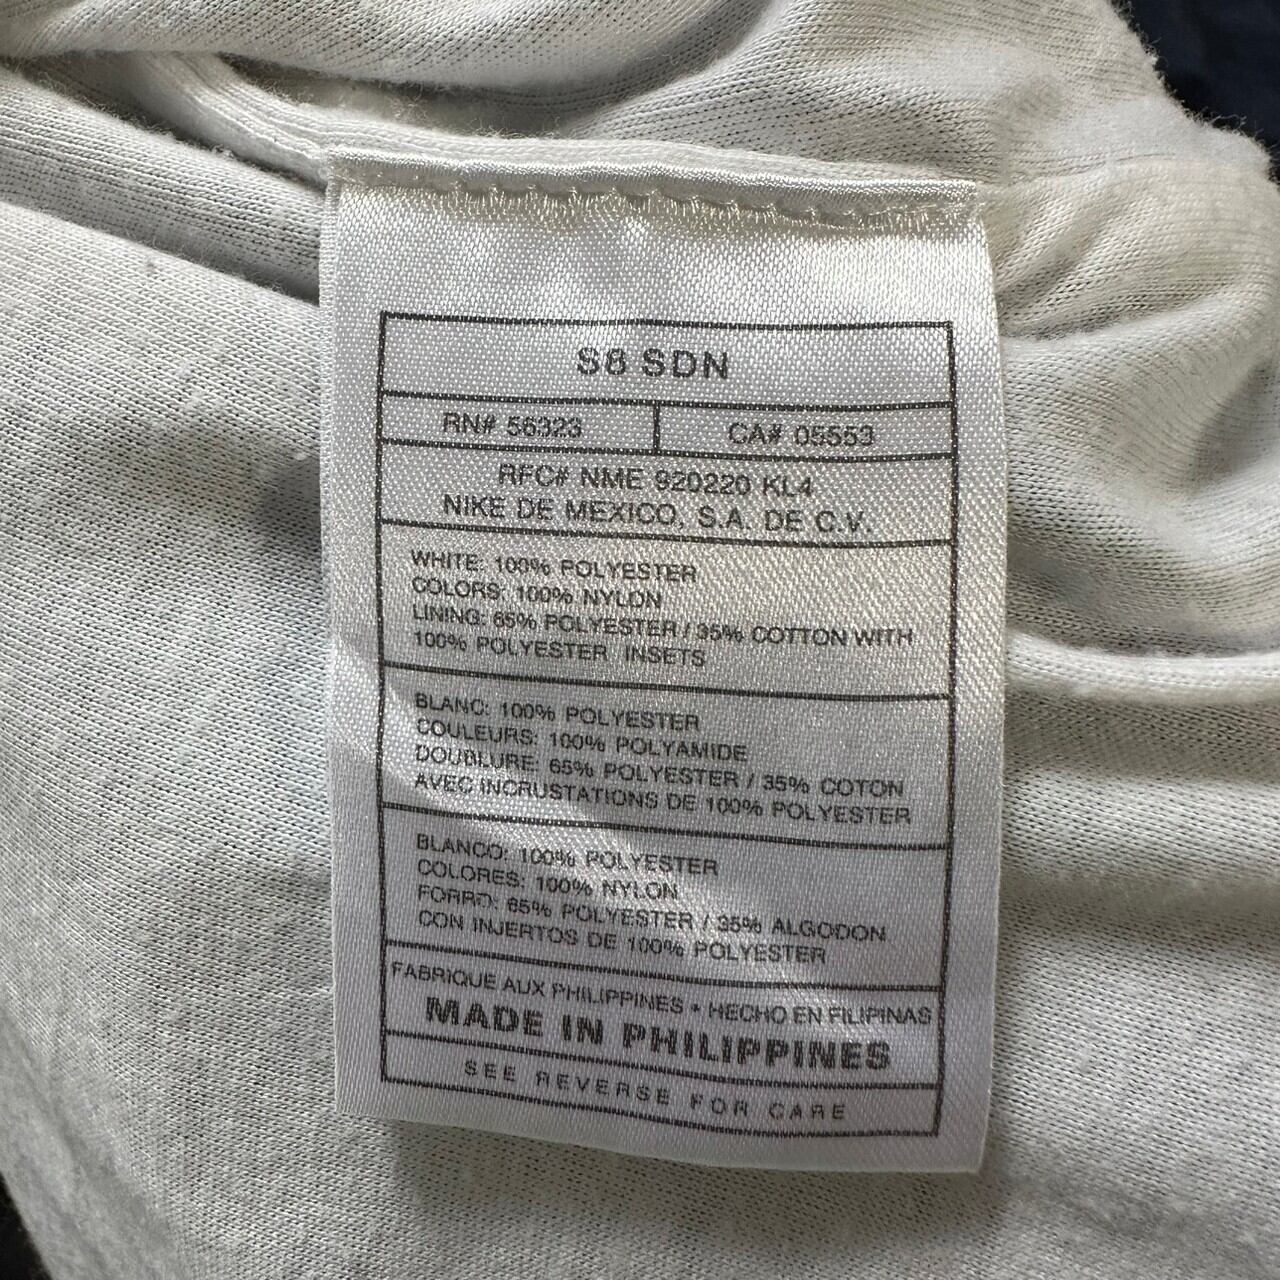 S8 SDN
RN# 56323
CA# 05553
RFC# NME 920220 KL4
NIKE DE MEXICO, S.A. DE C.V.
WHITE: 100% POLYESTER
COLORS: 100% NYLON
LINING: 65% POLYESTER / 35% COTTON WITH
100% POLYESTER INSETS
BLANC: 100% POLYESTER
COULEURS: 100% POLYAMIDE
DOUBLURE: 65% POLYESTER / 35% COTON
AVEC INCRUSTATIONS DE 100% POLYESTER
BLANCO: 100% POLYESTER
COLORES: 100% NYLON
FORRO: 65% POLYESTER / 35% ALGODON
CON INJERTOS DE 100% POLYESTER
FABRIQUE AUX PHILIPPINES • HECHO EN FILIPINAS
MADE IN PHILIPPINES
SEE REVERSE FOR CARE